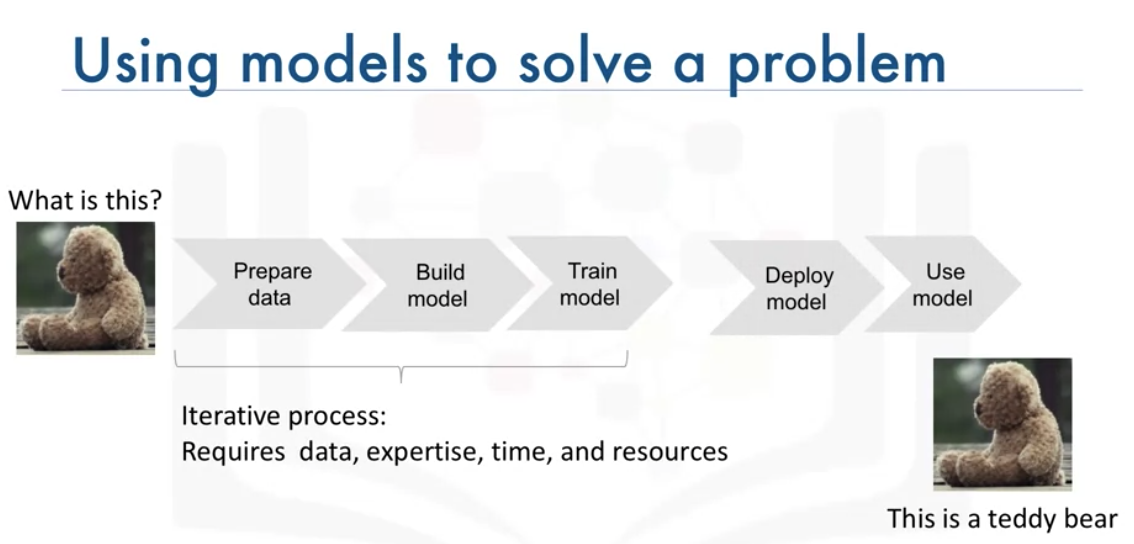 Using models to solve a problem
What is this?
Prepare
data
Build
model
Train
model
Deploy
model
Use
model
Iterative process:
Requires data, expertise, time, and resources
This is a teddy bear